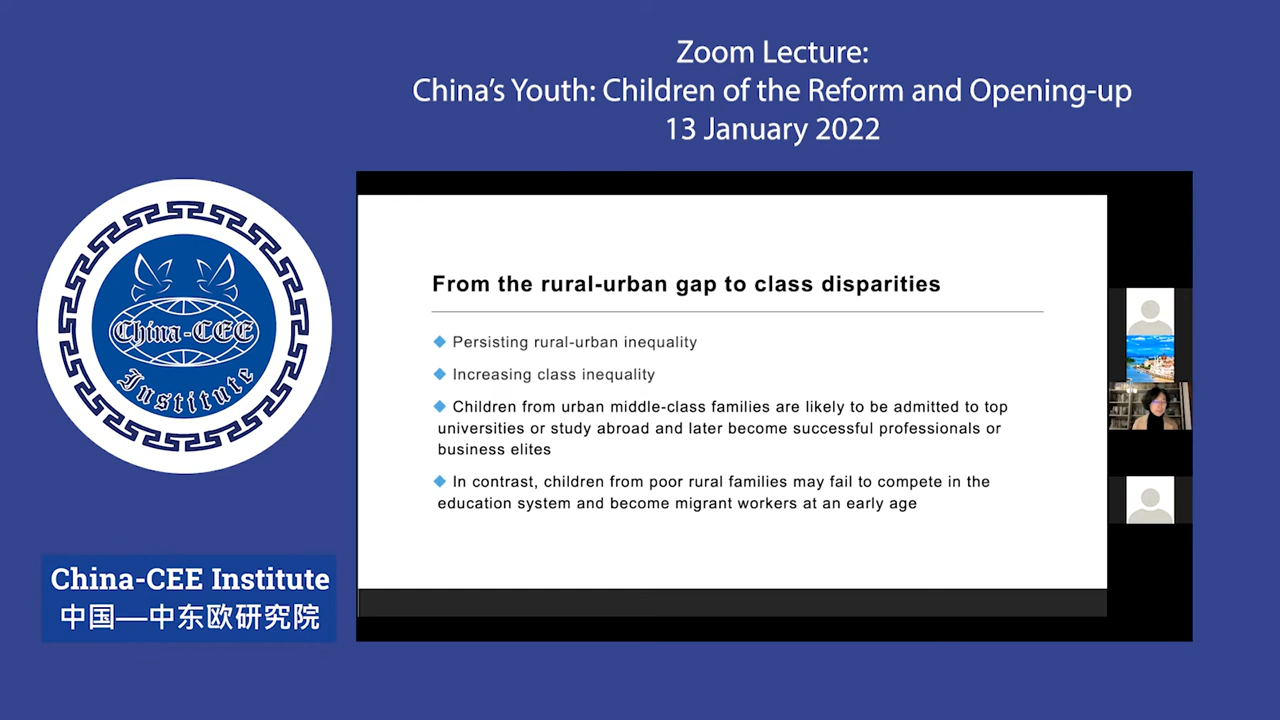 Zoom Lecture:
China's Youth: Children of the Reform and Opening-up
13 January 2022
China-CEE
Institute
From the rural-urban gap to class disparities
Persisting rural-urban inequality
Increasing class inequality
Children from urban middle-class families are likely to be admitted to top
universities or study abroad and later become successful professionals or
business elites
In contrast, children from poor rural families may fail to compete in the
education system and become migrant workers at an early age
China-CEE Institute
中国—中东欧研究院